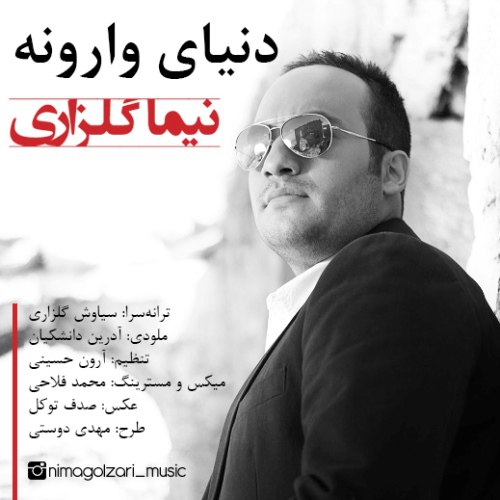 دنیای وارونه
نیما گلزاری
ترانه‌سرا: سیاوش گلزاری
ملودی: آدرین دانشکیان
تنظیم: آرون حسینی
میکس و مسترینگ: محمد فلاحی
عکس: صدف توکل
طرح: مهدی دوستی
nimagolzari_music